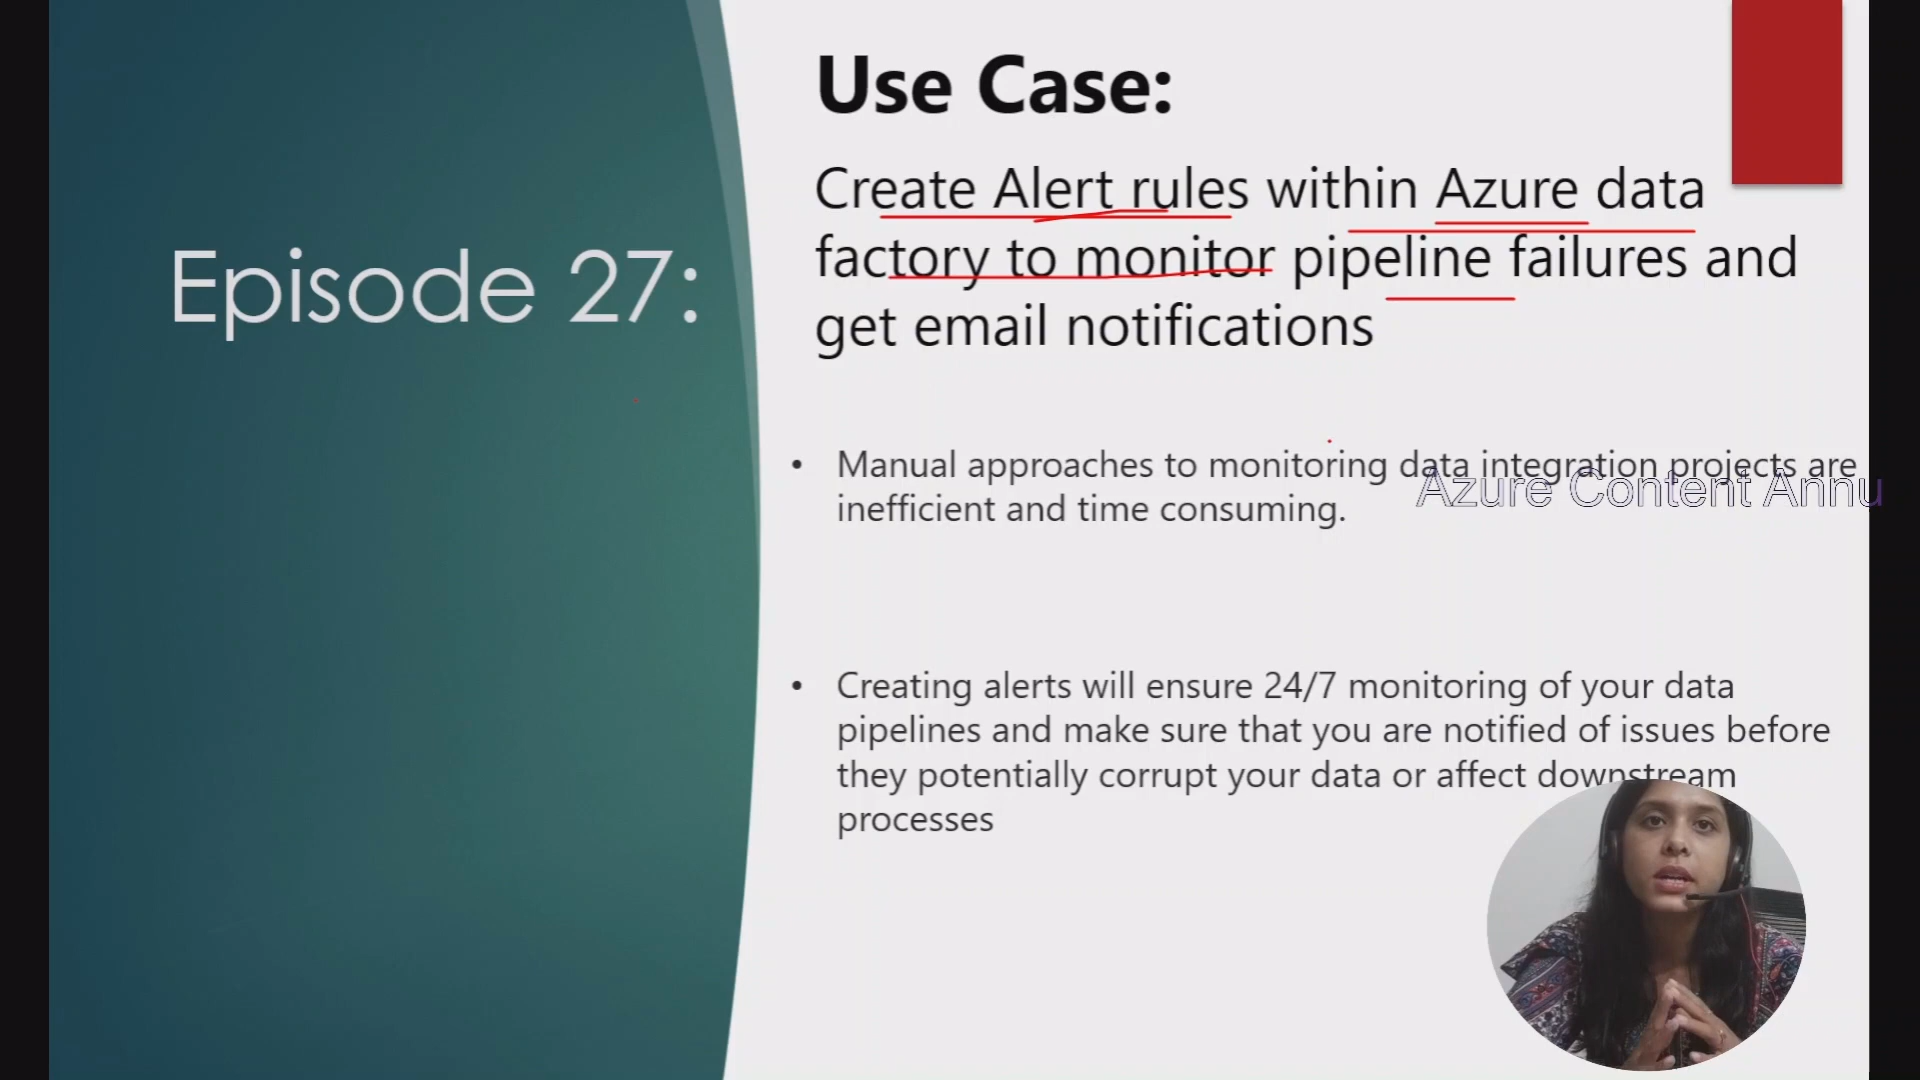 Episode 27:
Use Case:
Create Alert rules within Azure data
factory to monitor pipeline failures and
get email notifications
• Manual approaches to monitoring data integration projects are
inefficient and time consuming.
Azure Content Annu
• Creating alerts will ensure 24/7 monitoring of your data
pipelines and make sure that you are notified of issues before
they potentially corrupt your data or affect downstream
processes